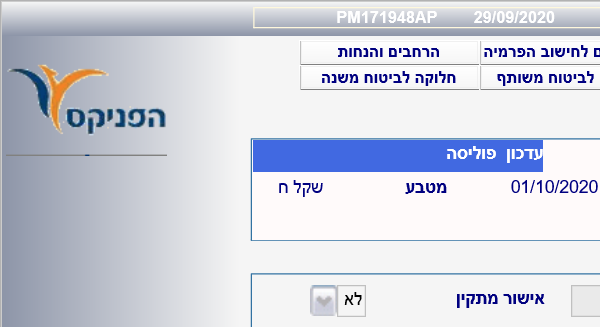 PM171948AP 29/09/2020
ם לחישוב הפרמיה הרחבים והנחות
לביטוח משותף חלוקה לביטוח משנה
הפניקס
עדכון פוליסה
01/10/2020 מטבע שקל ח
אישור מתקין לא